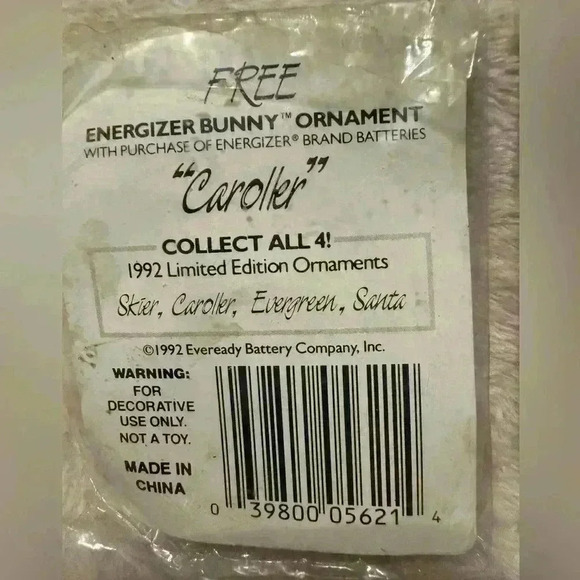 FREE
ENERGIZER BUNNY™ ORNAMENT
WITH PURCHASE OF ENERGIZER® BRAND BATTERIES
"Caroller"
COLLECT ALL 4!
1992 Limited Edition Ornaments
Skier, Caroller, Evergreen, Santa
©1992 Eveready Battery Company, Inc.
WARNING:
FOR
DECORATIVE
USE ONLY.
NOT A TOY.
MADE IN
CHINA
0 39800 05621 4